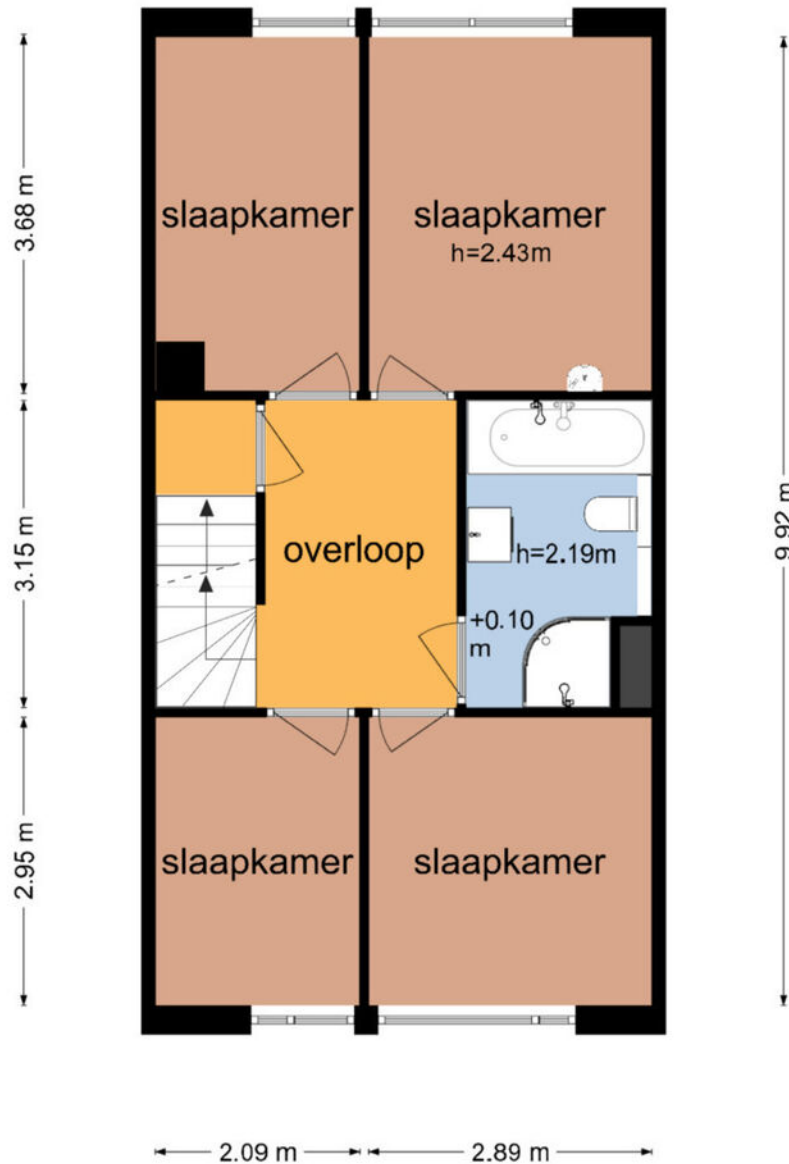 3.68 m
slaapkamer
slaapkamer
h=2.43m
3.15 m
overloop
h=2.19m
+0.10
m
9.92 m
2.95 m
slaapkamer
slaapkamer
2.09 m
2.89 m